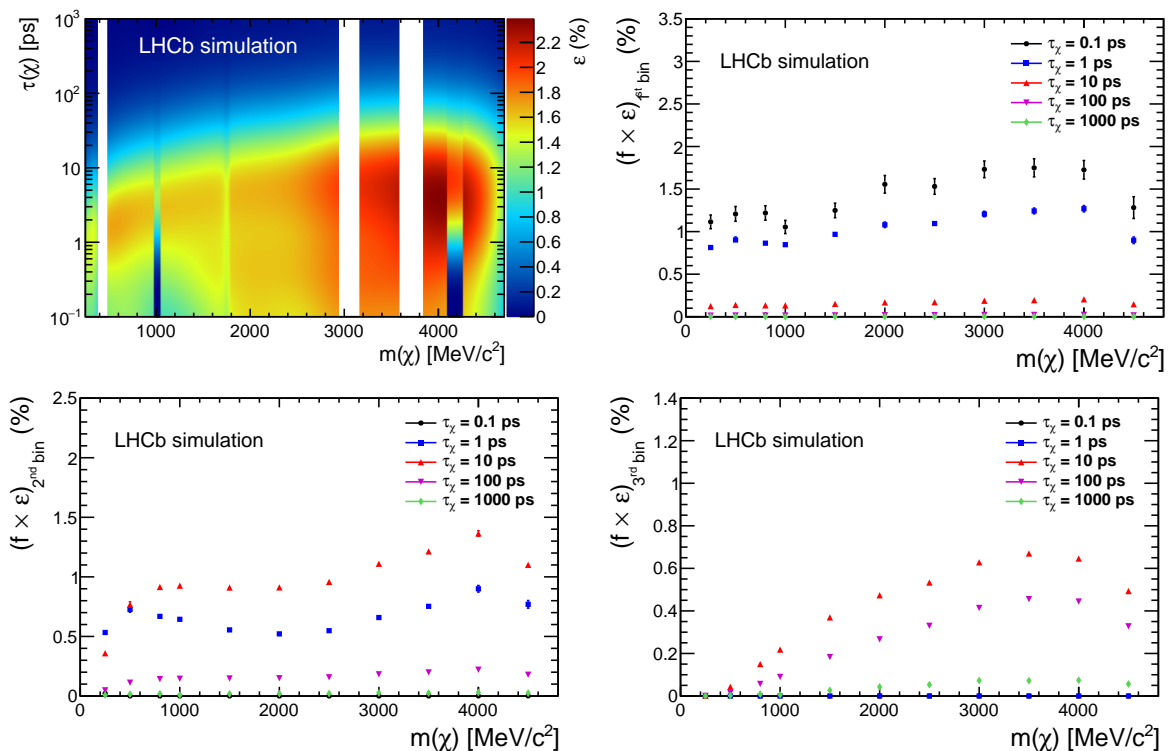 τ(χ) [ps]
LHCb simulation
10³
10²
10
1
10⁻¹
1000 2000 3000 4000
m(χ) [MeV/c²]
ε (%)
2.2
2
1.8
1.6
1.4
1.2
1
0.8
0.6
0.4
0.2
0
(f × ε)1st bin (%)
LHCb simulation
τχ = 0.1 ps
τχ = 1 ps
τχ = 10 ps
τχ = 100 ps
τχ = 1000 ps
3.5
3
2.5
2
1.5
1
0.5
0
0 1000 2000 3000 4000
m(χ) [MeV/c²]
(f × ε)2nd bin (%)
LHCb simulation
τχ = 0.1 ps
τχ = 1 ps
τχ = 10 ps
τχ = 100 ps
τχ = 1000 ps
2.5
2
1.5
1
0.5
0
0 1000 2000 3000 4000
m(χ) [MeV/c²]
(f × ε)3rd bin (%)
LHCb simulation
τχ = 0.1 ps
τχ = 1 ps
τχ = 10 ps
τχ = 100 ps
τχ = 1000 ps
1.4
1.2
1
0.8
0.6
0.4
0.2
0
0 1000 2000 3000 4000
m(χ) [MeV/c²]